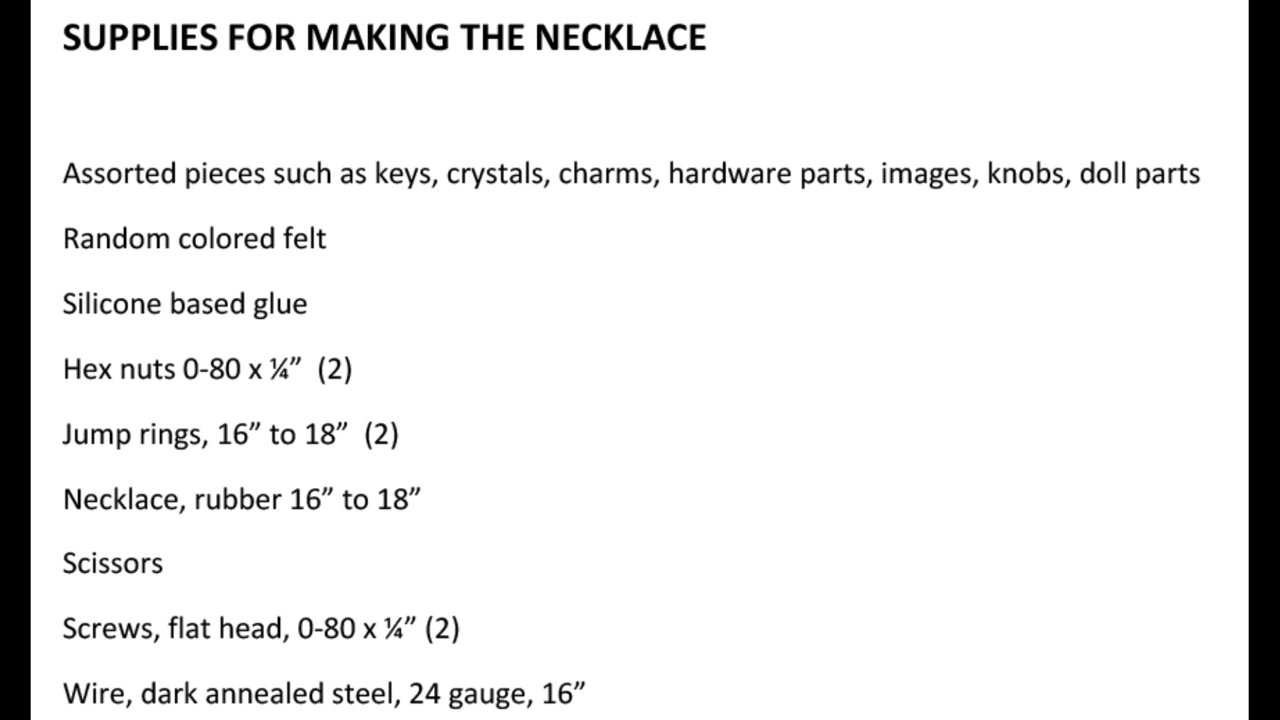 SUPPLIES FOR MAKING THE NECKLACE
Assorted pieces such as keys, crystals, charms, hardware parts, images, knobs, doll parts
Random colored felt
Silicone based glue
Hex nuts 0-80 x ¼” (2)
Jump rings, 16” to 18” (2)
Necklace, rubber 16” to 18”
Scissors
Screws, flat head, 0-80 x ¼” (2)
Wire, dark annealed steel, 24 gauge, 16”